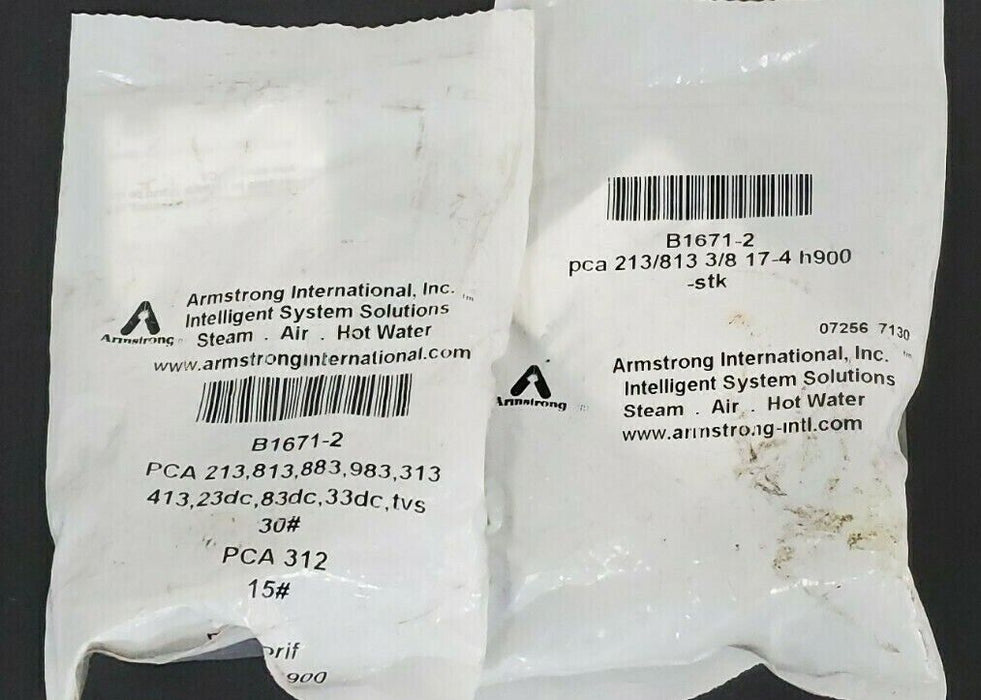 Armstrong International, Inc. ™
Intelligent System Solutions
Armstrong
Steam . Air . Hot Water
www.armstronginternational.com
B1671-2
PCA 213,813,883,983,313
413,23dc,83dc,33dc,tvs
30#
PCA 312
15#
orif
900
B1671-2
pca 213/813 3/8 17-4 h900
-stk
07256 7130
Armstrong International, Inc. ™
Intelligent System Solutions
Armstrong
Steam . Air . Hot Water
www.armstrong-intl.com